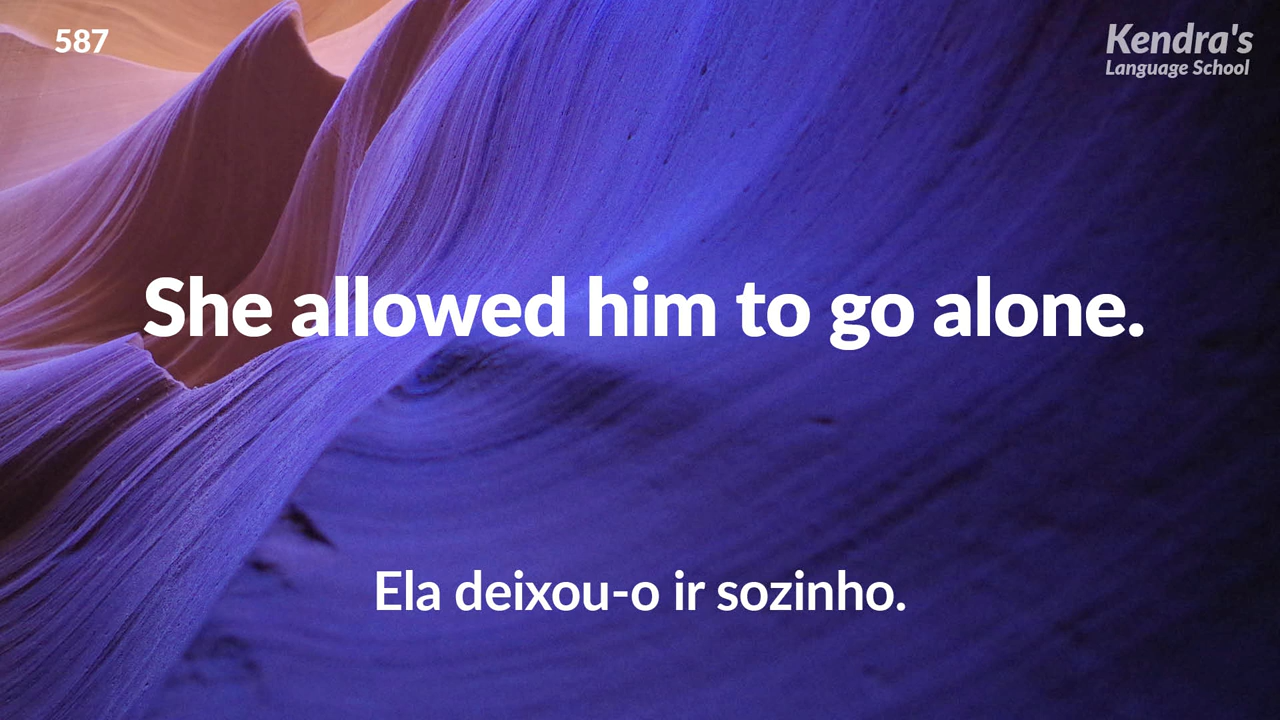 587
Kendra's
Language School
She allowed him to go alone.
Ela deixou-o ir sozinho.